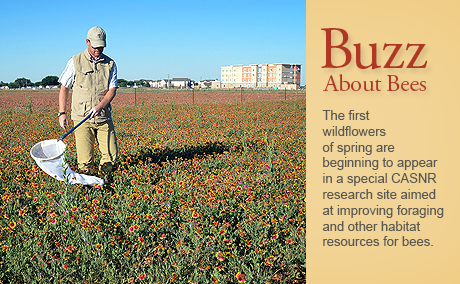 Buzz
About Bees
The first
wildflowers
of spring are
beginning to appear
in a special CASNR
research site aimed
at improving foraging
and other habitat
resources for bees.